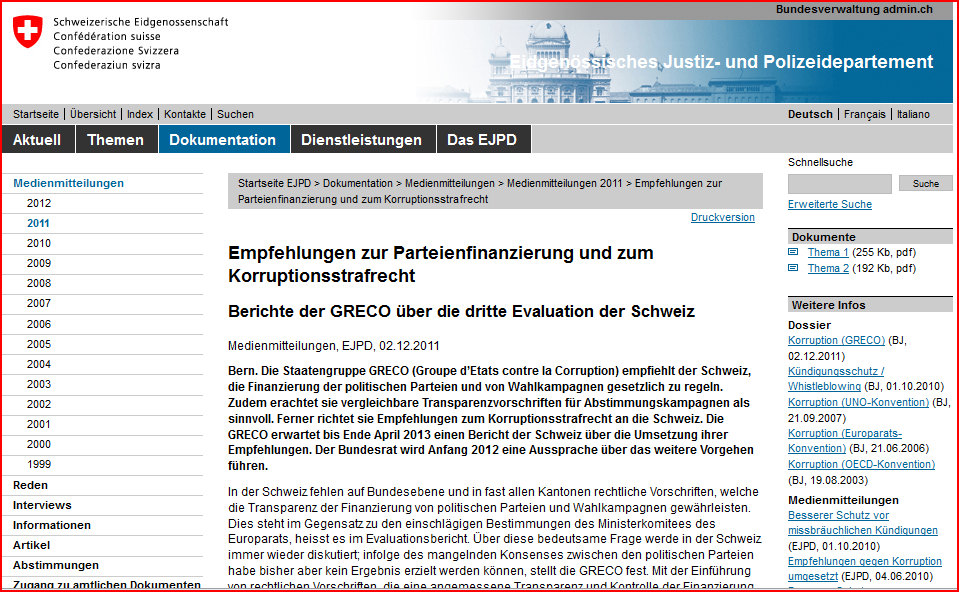 Bundesverwaltung admin.ch
Schweizerische Eidgenossenschaft
Confédération suisse
Confederazione Svizzera
Confederaziun svizra
Eidgenössisches Justiz- und Polizeidepartement
Startseite | Übersicht | Index | Kontakte | Suchen
Deutsch | Français | Italiano
Aktuell Themen Dokumentation Dienstleistungen Das EJPD
Medienmitteilungen
2012
2011
2010
2009
2008
2007
2006
2005
2004
2003
2002
2001
2000
1999
Reden
Interviews
Informationen
Artikel
Abstimmungen
Zugang zu amtlichen Dokumenten
Startseite EJPD > Dokumentation > Medienmitteilungen > Medienmitteilungen 2011 > Empfehlungen zur
Parteienfinanzierung und zum Korruptionsstrafrecht
Druckversion
Empfehlungen zur Parteienfinanzierung und zum
Korruptionsstrafrecht
Berichte der GRECO über die dritte Evaluation der Schweiz
Medienmitteilungen, EJPD, 02.12.2011
Bern. Die Staatengruppe GRECO (Groupe d'Etats contre la Corruption) empfiehlt der Schweiz,
die Finanzierung der politischen Parteien und von Wahlkampagnen gesetzlich zu regeln.
Zudem erachtet sie vergleichbare Transparenzvorschriften für Abstimmungskampagnen als
sinnvoll. Ferner richtet sie Empfehlungen zum Korruptionsstrafrecht an die Schweiz. Die
GRECO erwartet bis Ende April 2013 einen Bericht der Schweiz über die Umsetzung ihrer
Empfehlungen. Der Bundesrat wird Anfang 2012 eine Aussprache über das weitere Vorgehen
führen.
In der Schweiz fehlen auf Bundesebene und in fast allen Kantonen rechtliche Vorschriften, welche
die Transparenz der Finanzierung von politischen Parteien und Wahlkampagnen gewährleisten.
Dies steht im Gegensatz zu den einschlägigen Bestimmungen des Ministerkomitees des
Europarats, heisst es im Evaluationsbericht. Über diese bedeutsame Frage werde in der Schweiz
immer wieder diskutiert; infolge des mangelnden Konsenses zwischen den politischen Parteien
habe bisher aber kein Ergebnis erzielt werden können, stellt die GRECO fest. Mit der Einführung
von rechtlichen Vorschriften, die eine angemessene Transparenz und Kontrolle der Finanzierung
Schnellsuche
Suche
Erweiterte Suche
Dokumente
Thema 1 (255 Kb, pdf)
Thema 2 (192 Kb, pdf)
Weitere Infos
Dossier
Korruption (GRECO) (BJ,
02.12.2011)
Kündigungsschutz /
Whistleblowing (BJ, 01.10.2010)
Korruption (UNO-Konvention) (BJ,
21.09.2007)
Korruption (Europarats-
Konvention) (BJ, 21.06.2006)
Korruption (OECD-Konvention)
(BJ, 19.08.2003)
Medienmitteilungen
Besserer Schutz vor
missbräuchlichen Kündigungen
(EJPD, 01.10.2010)
Empfehlungen gegen Korruption
umgesetzt (EJPD, 04.06.2010)